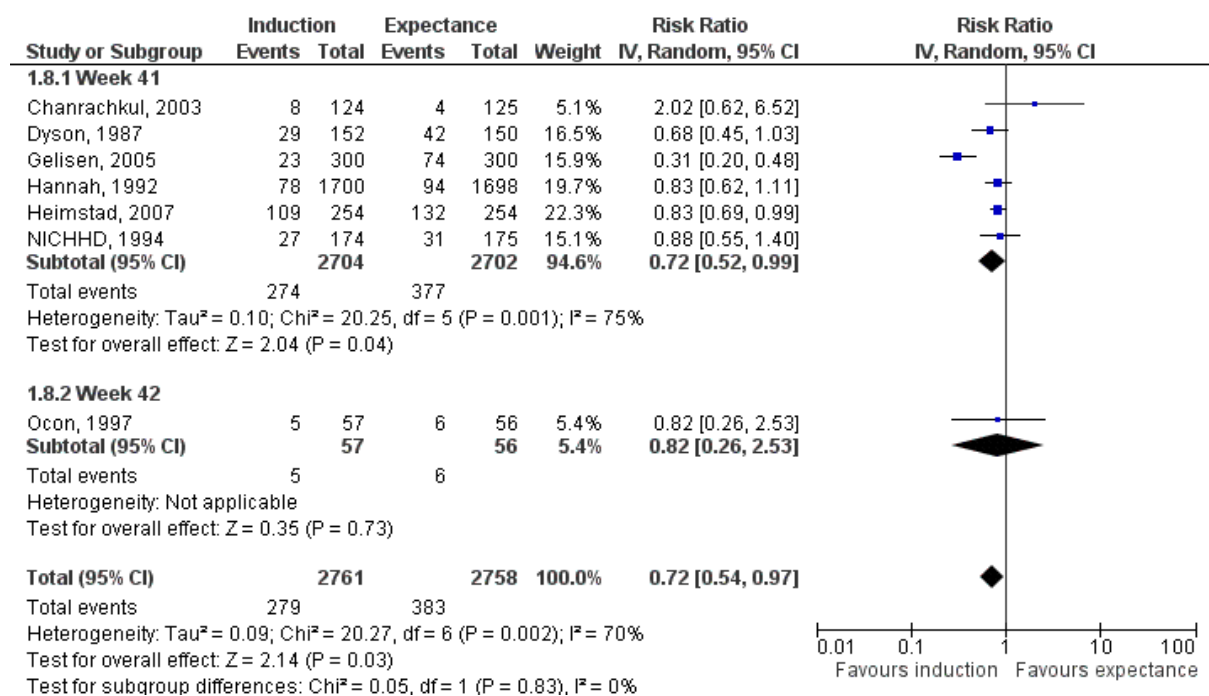 Induction Expectance Risk Ratio Risk Ratio
Study or Subgroup Events Total Events Total Weight IV, Random, 95% CI IV, Random, 95% CI
1.8.1 Week 41
Chanrachkul, 2003 8 124 4 125 5.1% 2.02 [0.62, 6.52]
Dyson, 1987 29 152 42 150 16.5% 0.68 [0.45, 1.03]
Gelisen, 2005 23 300 74 300 15.9% 0.31 [0.20, 0.48]
Hannah, 1992 78 1700 94 1698 19.7% 0.83 [0.62, 1.11]
Heimstad, 2007 109 254 132 254 22.3% 0.83 [0.69, 0.99]
NICHHD, 1994 27 174 31 175 15.1% 0.88 [0.55, 1.40]
Subtotal (95% CI) 2704 2702 94.6% 0.72 [0.52, 0.99]
Total events 274 377
Heterogeneity: Tau² = 0.10; Chi² = 20.25, df = 5 (P = 0.001); I² = 75%
Test for overall effect: Z = 2.04 (P = 0.04)
1.8.2 Week 42
Ocon, 1997 5 57 6 56 5.4% 0.82 [0.26, 2.53]
Subtotal (95% CI) 57 56 5.4% 0.82 [0.26, 2.53]
Total events 5 6
Heterogeneity: Not applicable
Test for overall effect: Z = 0.35 (P = 0.73)
Total (95% CI) 2761 2758 100.0% 0.72 [0.54, 0.97]
Total events 279 383
Heterogeneity: Tau² = 0.09; Chi² = 20.27, df = 6 (P = 0.002); I² = 70%
Test for overall effect: Z = 2.14 (P = 0.03)
Test for subgroup differences: Chi² = 0.05, df = 1 (P = 0.83), I² = 0%
0.01 0.1 1 10 100
Favours induction Favours expectance